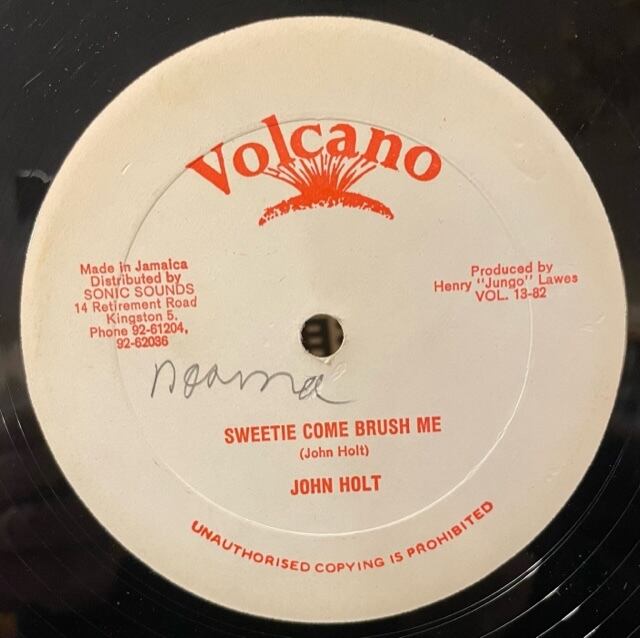 Volcano
Made in Jamaica
Distributed by
SONIC SOUNDS
14 Retirement Road
Kingston 5.
Phone 92-61204,
92-62036
Produced by
Henry "Jungo" Lawes
VOL. 13-82
SWEETIE COME BRUSH ME
(John Holt)
JOHN HOLT
UNAUTHORISED COPYING IS PROHIBITED